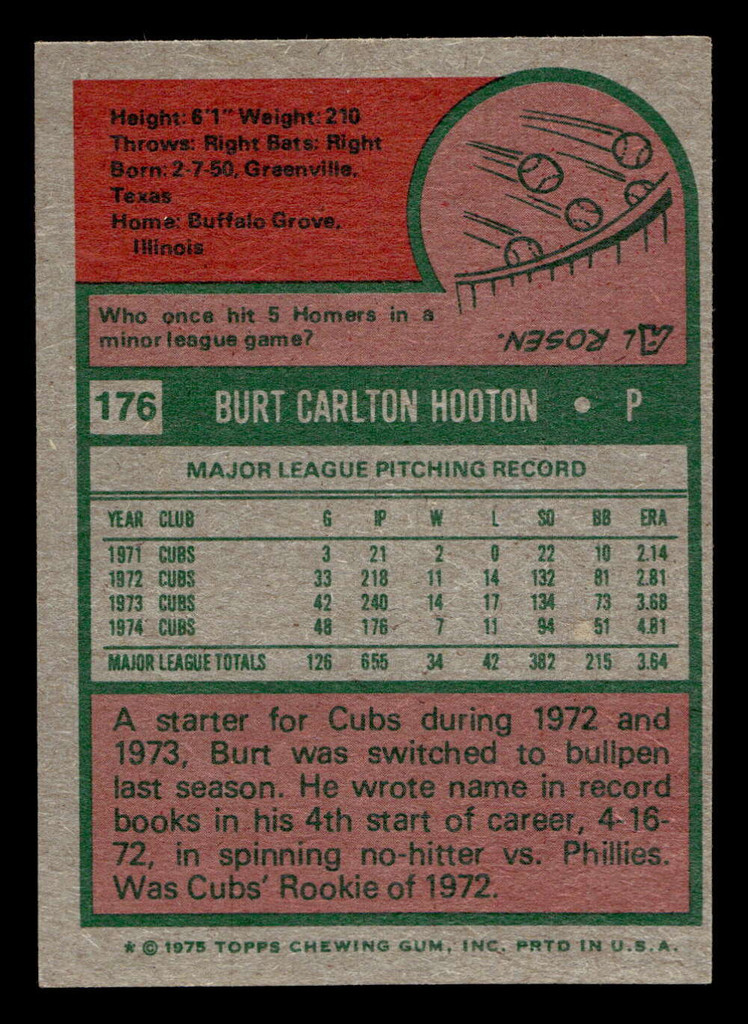 Height: 6'1" Weight: 210
Throws: Right Bats: Right
Born: 2-7-50, Greenville,
Texas
Home: Buffalo Grove,
Illinois
Who once hit 5 Homers in a
minor league game?
AL ROSEN.
176 BURT CARLTON HOOTON • P
MAJOR LEAGUE PITCHING RECORD
YEAR CLUB G IP W L SO BB ERA
1971 CUBS 3 21 2 0 22 10 2.14
1972 CUBS 33 218 11 14 132 81 2.81
1973 CUBS 42 240 14 17 134 73 3.68
1974 CUBS 48 176 7 11 94 51 4.81
MAJOR LEAGUE TOTALS 126 655 34 42 382 215 3.64
A starter for Cubs during 1972 and
1973, Burt was switched to bullpen
last season. He wrote name in record
books in his 4th start of career, 4-16-
72, in spinning no-hitter vs. Phillies.
Was Cubs' Rookie of 1972.
* © 1975 TOPPS CHEWING GUM, INC. PRTD IN U.S.A.